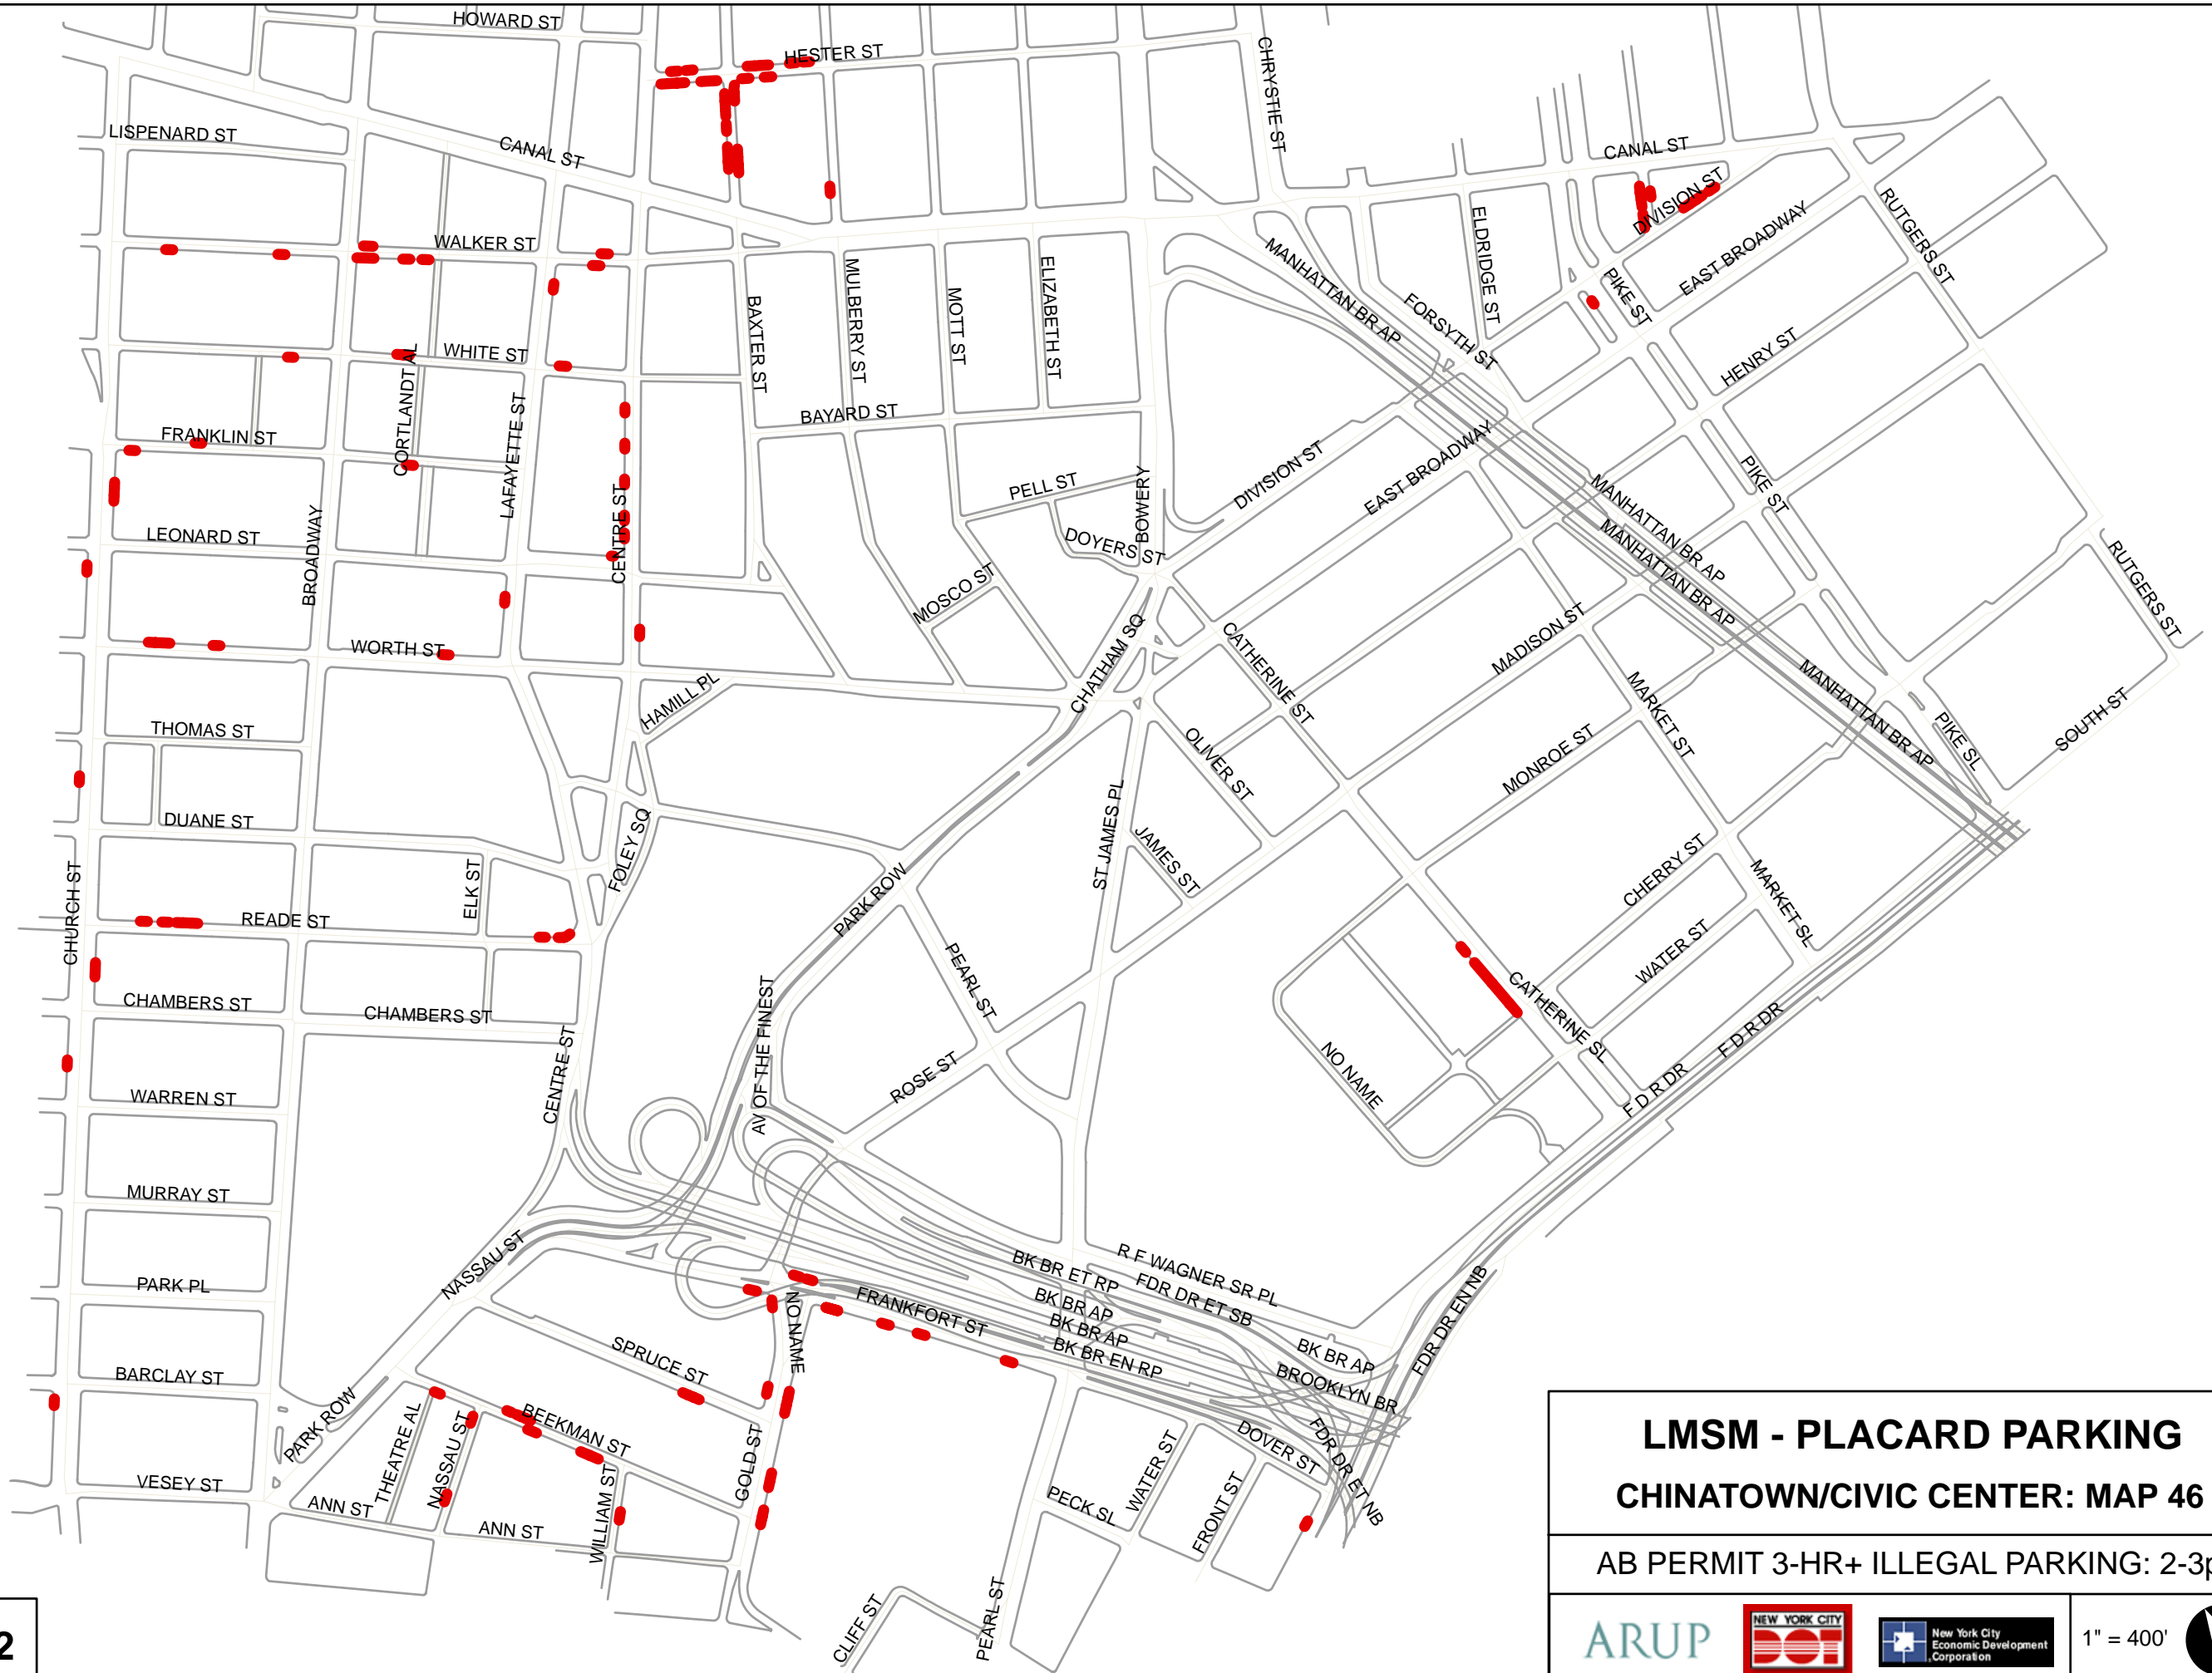 HOWARD ST
HESTER ST
CHRYSTIE ST
LISPENARD ST
CANAL ST
CANAL ST
DIVISION ST
RUTGERS ST
WALKER ST
MANHATTAN BR AP
ELDRIDGE ST
EAST BROADWAY
PIKE ST
BAXTER ST
MULBERRY ST
MOTT ST
ELIZABETH ST
FORSYTH ST
HENRY ST
WHITE ST
CORTLANDT AL
LAFAYETTE ST
BAYARD ST
FRANKLIN ST
CENTRE ST
PELL ST
BOWERY
DIVISION ST
EAST BROADWAY
MANHATTAN BR AP
PIKE ST
LEONARD ST
BROADWAY
DOYERS ST
MOSCO ST
MANHATTAN BR AP
RUTGERS ST
WORTH ST
HAMILL PL
CHATHAM SQ
CATHERINE ST
MADISON ST
MARKET ST
MANHATTAN BR AP
PIKE SL
SOUTH ST
THOMAS ST
OLIVER ST
MONROE ST
DUANE ST
FOLEY SQ
ST JAMES PL
JAMES ST
CHERRY ST
MARKET SL
CHURCH ST
ELK ST
PARK ROW
READE ST
PEARL ST
WATER ST
CATHERINE SL
CHAMBERS ST
CHAMBERS ST
AV OF THE FINEST
CENTRE ST
ROSE ST
NO NAME
F D R DR
F D R DR
WARREN ST
MURRAY ST
NASSAU ST
PARK PL
BK BR ET RP
R F WAGNER SR PL
FDR DR ET SB
BK BR AP
BK BR AP
BK BR EN RP
BK BR AP
BROOKLYN BR
FDR DR EN NB
NO NAME
FRANKFORT ST
SPRUCE ST
BARCLAY ST
PARK ROW
THEATRE AL
NASSAU ST
BEEKMAN ST
WILLIAM ST
GOLD ST
DOVER ST
FDR DR ET NB
WATER ST
FRONT ST
PECK SL
VESEY ST
ANN ST
ANN ST
CLIFF ST
PEARL ST
LMSM - PLACARD PARKING
CHINATOWN/CIVIC CENTER: MAP 46
AB PERMIT 3-HR+ ILLEGAL PARKING: 2-3p
ARUP
NEW YORK CITY
DOT
New York City
Economic Development
Corporation
1" = 400'
2